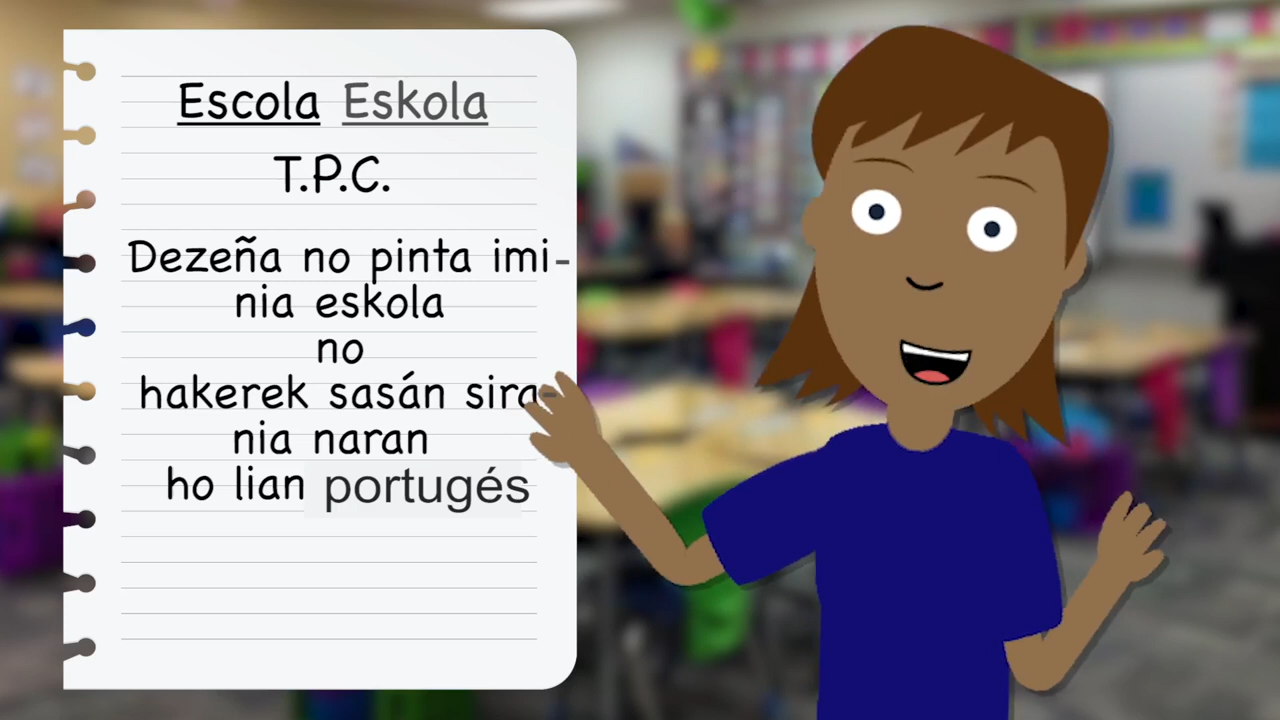 Escola Eskola
T.P.C.
Dezeña no pinta imi-
nia eskola
no
hakerek sasán sira-
nia naran
ho lian portugés